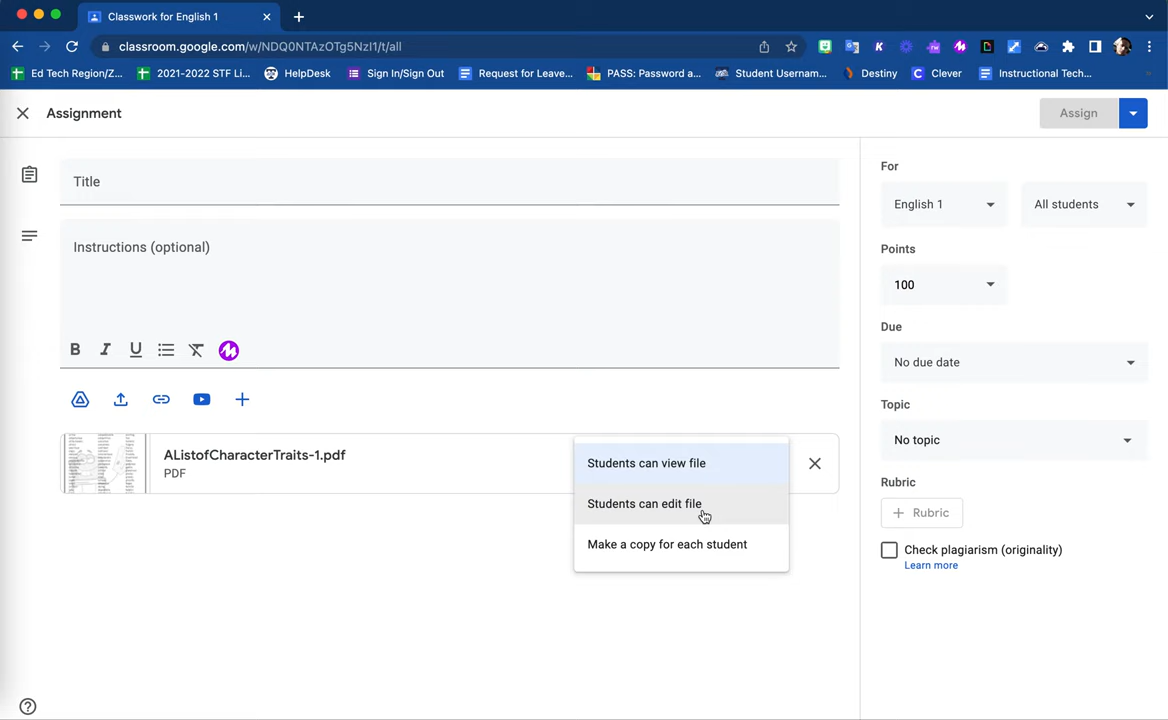 Classwork for English 1
classroom.google.com/w/NDQ0NTAzOTg5NzI1/t/all
Ed Tech Region/Z...
2021-2022 STF Li...
HelpDesk
Sign In/Sign Out
Request for Leave...
PASS: Password a...
Student Usernam...
Destiny
Clever
Instructional Tech...
Assignment
Assign
Title
Instructions (optional)
B I U
AListofCharacterTraits-1.pdf
PDF
Students can view file
Students can edit file
Make a copy for each student
For
English 1
All students
Points
100
Due
No due date
Topic
No topic
Rubric
+ Rubric
Check plagiarism (originality)
Learn more